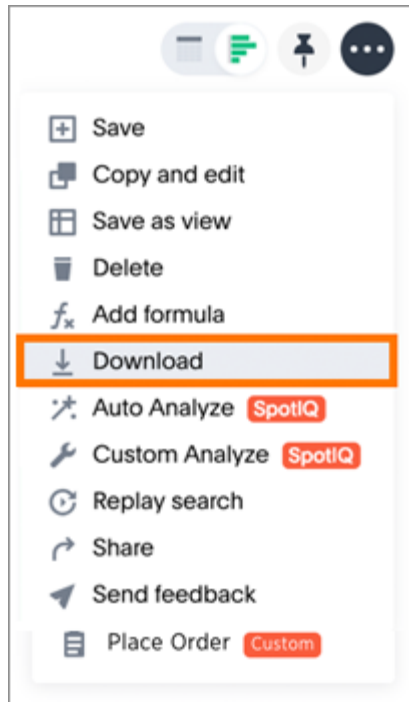 Save
Copy and edit
Save as view
Delete
fx Add formula
Download
Auto Analyze SpotIQ
Custom Analyze SpotIQ
Replay search
Share
Send feedback
Place Order Custom